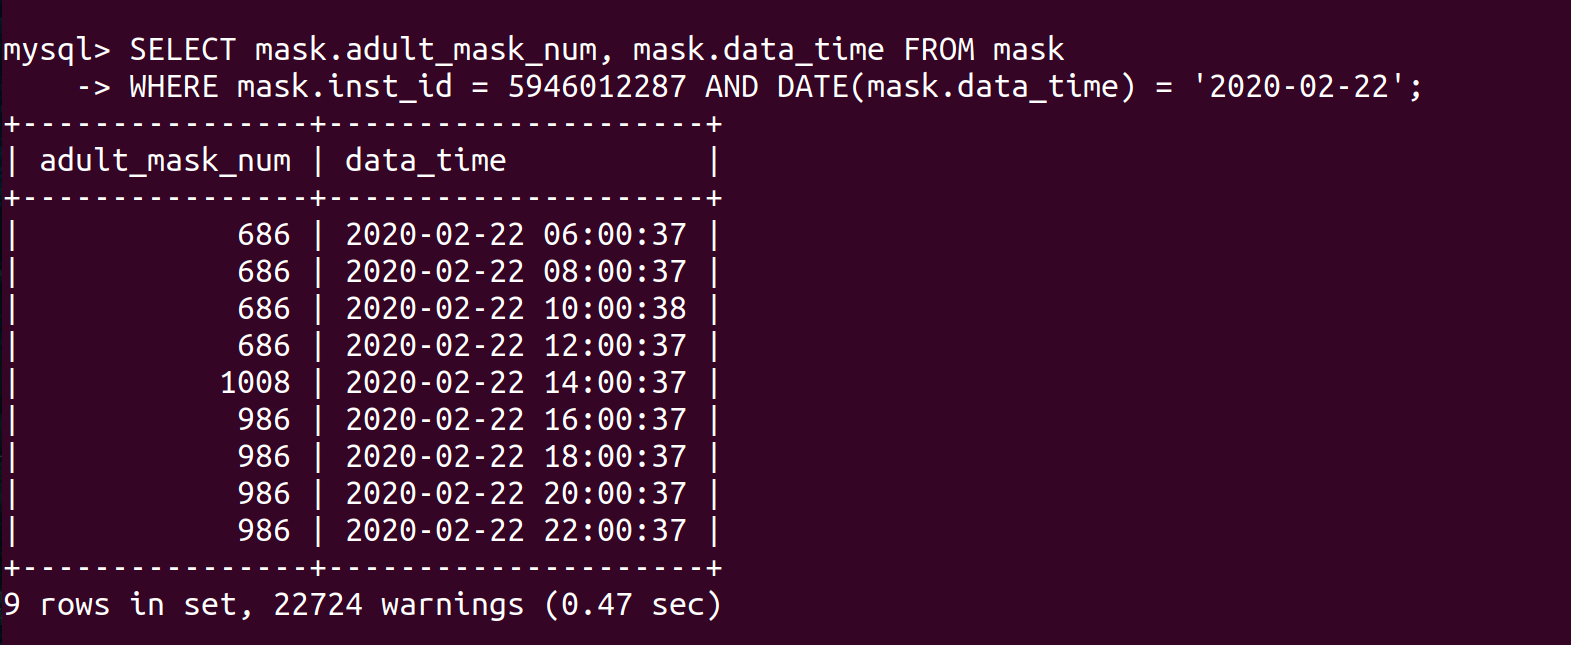 mysql> SELECT mask.adult_mask_num, mask.data_time FROM mask
    -> WHERE mask.inst_id = 5946012287 AND DATE(mask.data_time) = '2020-02-22';
+----------------+---------------------+
| adult_mask_num | data_time           |
+----------------+---------------------+
|            686 | 2020-02-22 06:00:37 |
|            686 | 2020-02-22 08:00:37 |
|            686 | 2020-02-22 10:00:38 |
|            686 | 2020-02-22 12:00:37 |
|           1008 | 2020-02-22 14:00:37 |
|            986 | 2020-02-22 16:00:37 |
|            986 | 2020-02-22 18:00:37 |
|            986 | 2020-02-22 20:00:37 |
|            986 | 2020-02-22 22:00:37 |
+----------------+---------------------+
9 rows in set, 22724 warnings (0.47 sec)